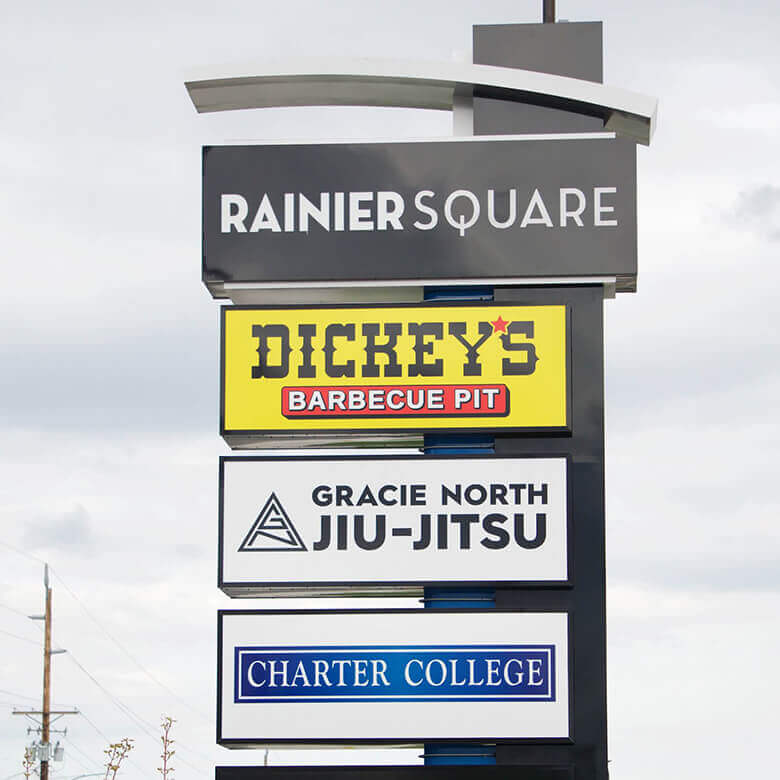 RAINIER SQUARE
DICKEY'S
BARBECUE PIT
GRACIE NORTH
JIU-JITSU
CHARTER COLLEGE